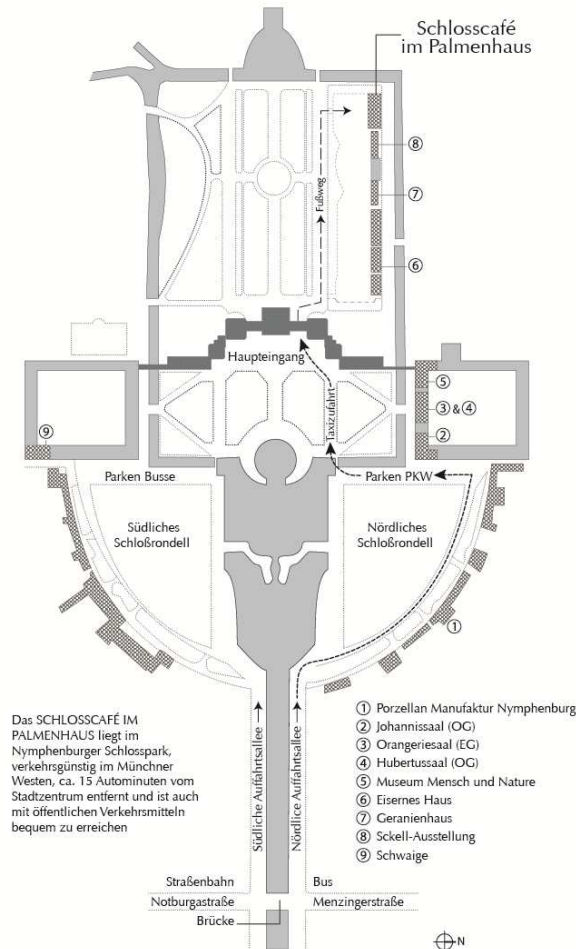 Schlosscafé
im Palmenhaus
⑧
⑦
Fußweg
⑥
Haupteingang
⑤
③ & ④
②
Taxizufahrt
⑨
Parken Busse
Parken PKW
Südliches
Schloßrondell
Nördliches
Schloßrondell
①
Das SCHLOSSCAFÉ IM
PALMENHAUS liegt im
Nymphenburger Schlosspark,
verkehrsgünstig im Münchner
Westen, ca. 15 Autominuten vom
Stadtzentrum entfernt und ist auch
mit öffentlichen Verkehrsmitteln
bequem zu erreichen
Südliche Auffahrtsallee
Nördlice Auffahrtsallee
① Porzellan Manufaktur Nymphenburg
② Johannissaal (OG)
③ Orangeriesaal (EG)
④ Hubertussaal (OG)
⑤ Museum Mensch und Nature
⑥ Eisernes Haus
⑦ Geranienhaus
⑧ Sckell-Ausstellung
⑨ Schwaige
Straßenbahn
Bus
Notburgastraße
Menzingerstraße
Brücke
N